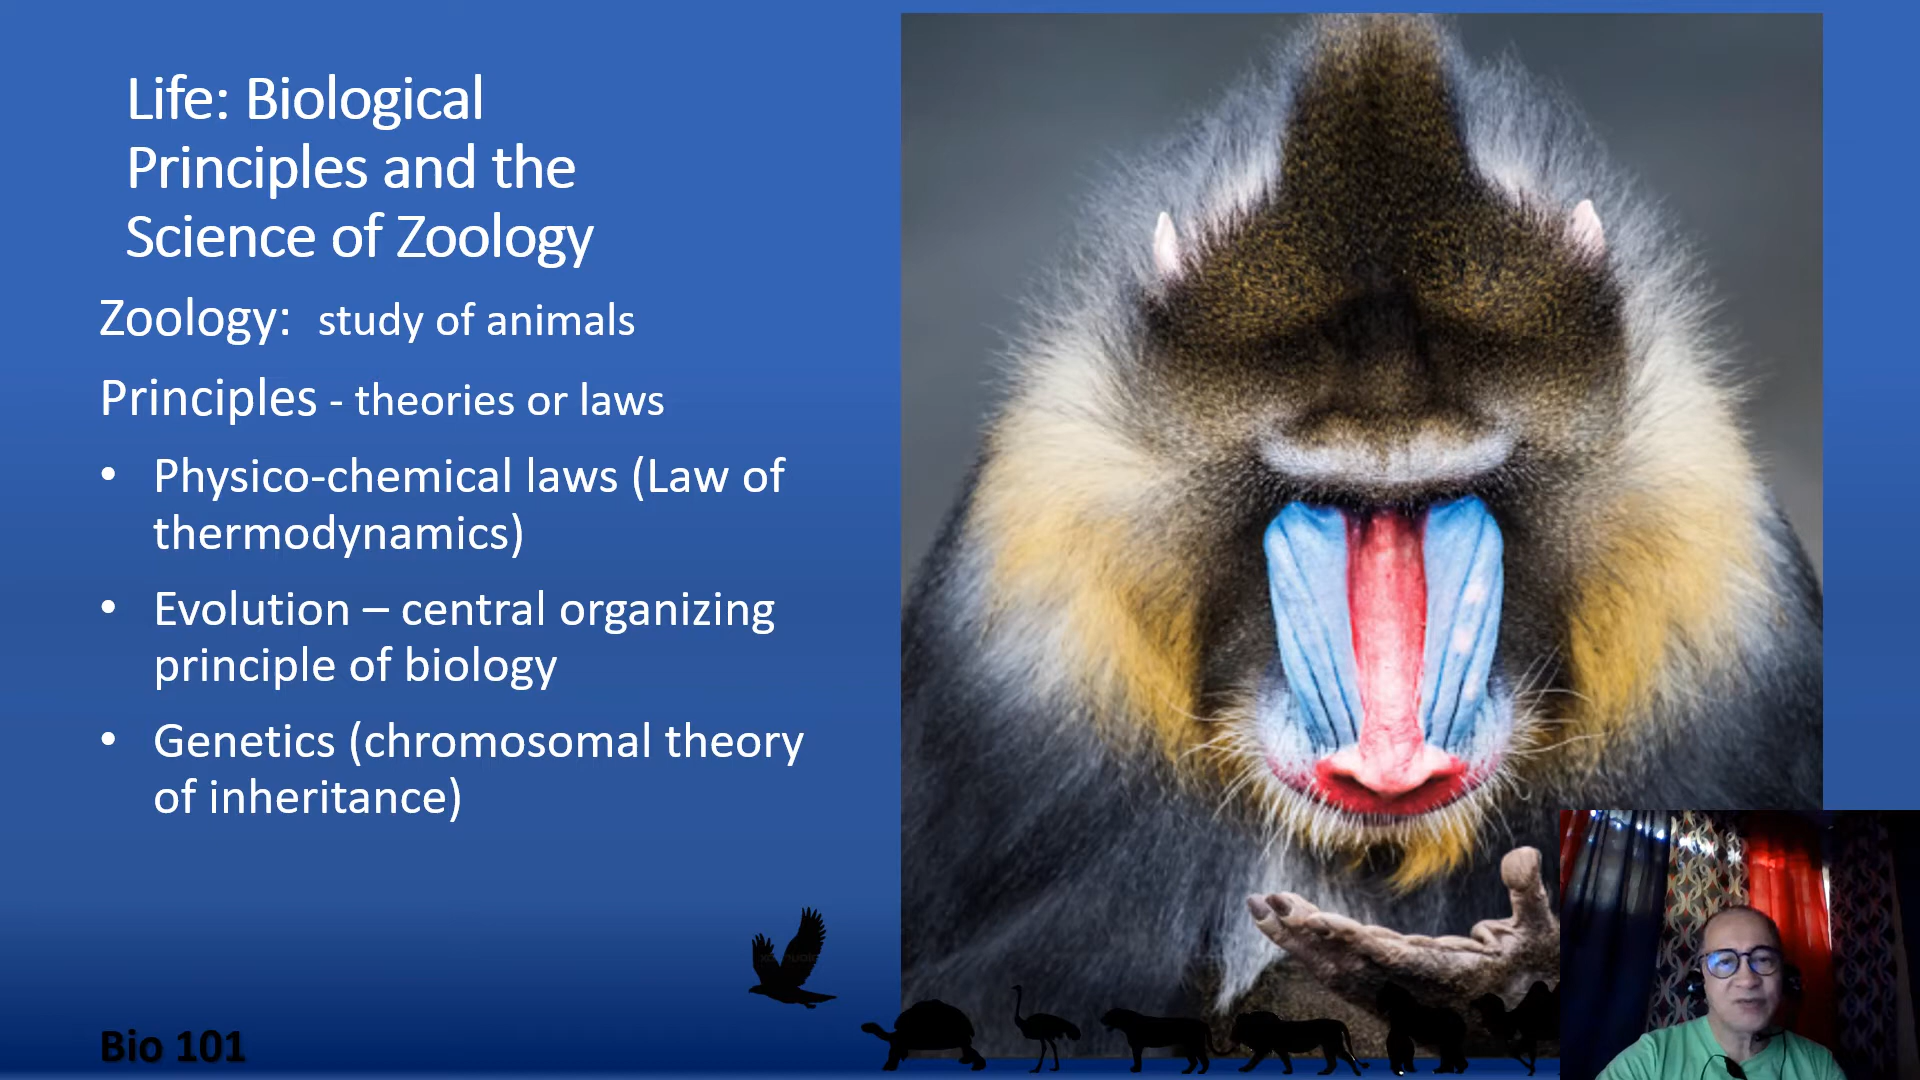 Life: Biological
Principles and the
Science of Zoology
Zoology: study of animals
Principles - theories or laws
• Physico-chemical laws (Law of
thermodynamics)
• Evolution – central organizing
principle of biology
• Genetics (chromosomal theory
of inheritance)
Bio 101